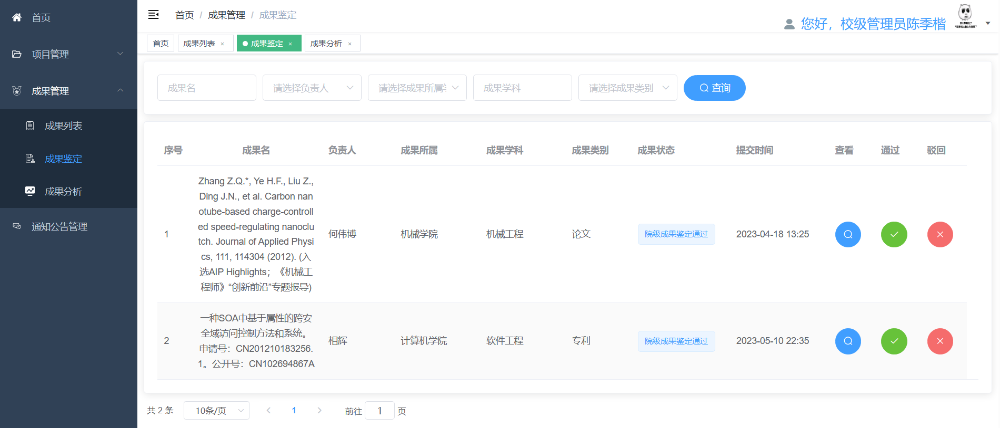 首页
项目管理
成果管理
成果列表
成果鉴定
成果分析
通知公告管理
首页 / 成果管理 / 成果鉴定
您好，校级管理员陈季楷
首页 成果列表 × 成果鉴定 × 成果分析 ×
成果名 请选择负责人 请选择成果所属 成果学科 请选择成果类别 查询
序号 成果名 负责人 成果所属 成果学科 成果类别 成果状态 提交时间 查看 通过 驳回
Zhang Z.Q.*, Ye H.F., Liu Z.,
Ding J.N., et al. Carbon nan
otube-based charge-controll
ed speed-regulating nanoclu
tch. Journal of Applied Physi
cs, 111, 114304 (2012). (入
选AIP Highlights；《机械工
程师》“创新前沿”专题报导)
1 何伟博 机械学院 机械工程 论文 院级成果鉴定通过 2023-04-18 13:25
一种SOA中基于属性的跨安
全域访问控制方法和系统。
申请号：CN201210183256.
1。公开号：CN102694867A
2 相辉 计算机学院 软件工程 专利 院级成果鉴定通过 2023-05-10 22:35
共 2 条 10条/页 1 前往 1 页